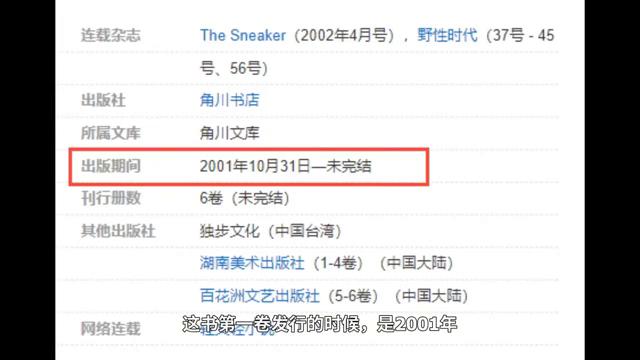 连载杂志 The Sneaker（2002年4月号），野性时代（37号 - 45
号、56号）
出版社 角川书店
所属文库 角川文库
出版期间 2001年10月31日—未完结
刊行册数 6卷（未完结）
其他出版社 独步文化（中国台湾）
湖南美术出版社（1-4卷）（中国大陆）
百花洲文艺出版社（5-6卷）（中国大陆）
网络连载
这书第一卷发行的时候，是2001年